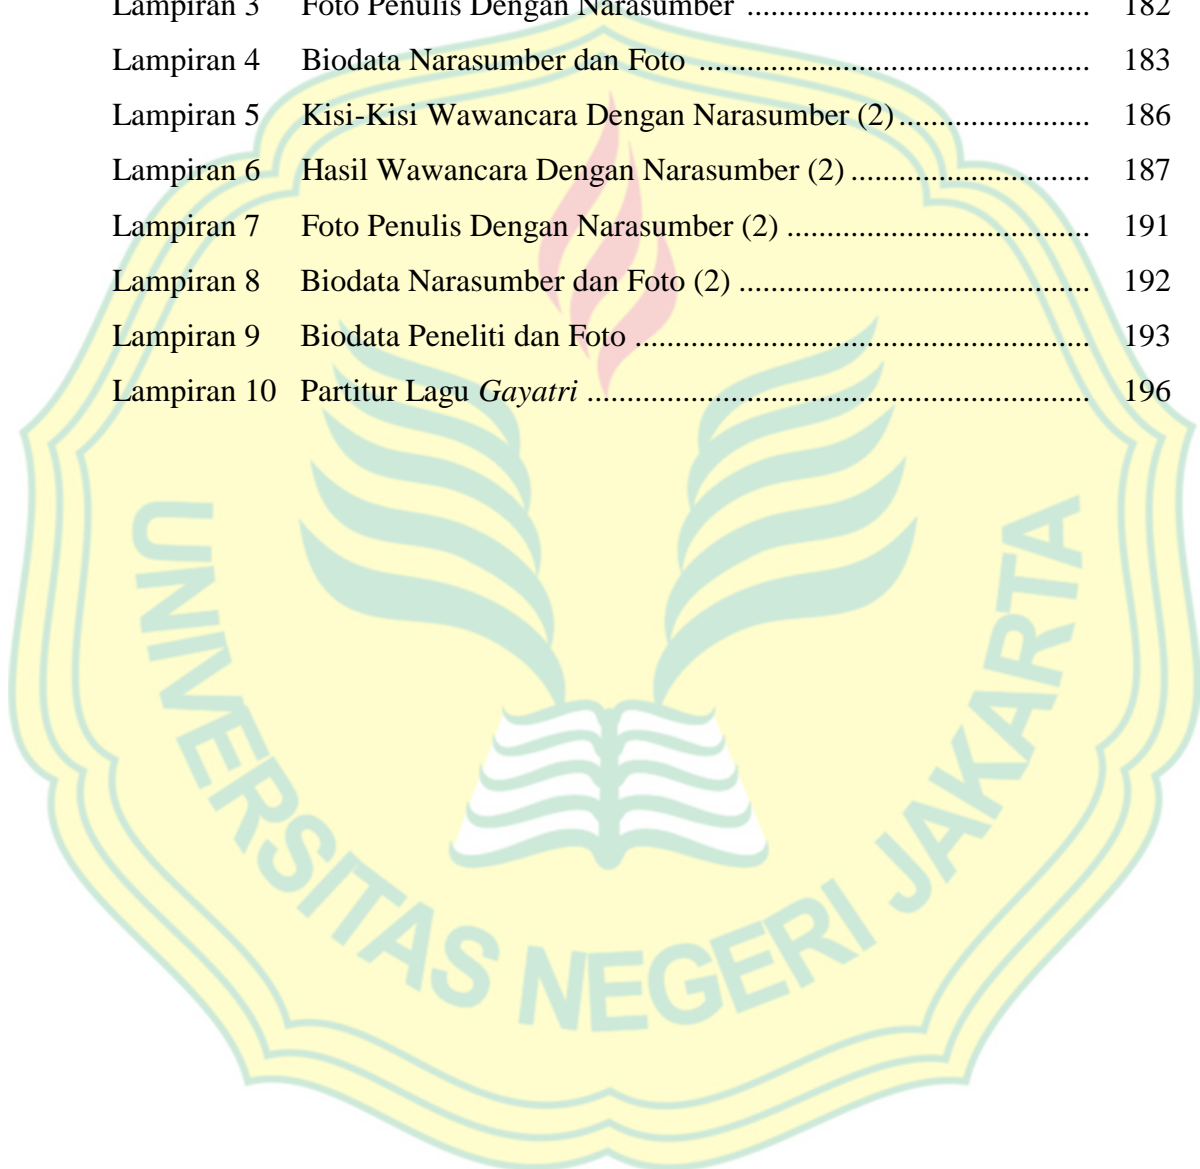 Lampiran 3 Foto Penulis Dengan Narasumber ........................................... 182
Lampiran 4 Biodata Narasumber dan Foto ................................................. 183
Lampiran 5 Kisi-Kisi Wawancara Dengan Narasumber (2) ........................ 186
Lampiran 6 Hasil Wawancara Dengan Narasumber (2) .............................. 187
Lampiran 7 Foto Penulis Dengan Narasumber (2) ...................................... 191
Lampiran 8 Biodata Narasumber dan Foto (2) ............................................ 192
Lampiran 9 Biodata Peneliti dan Foto ......................................................... 193
Lampiran 10 Partitur Lagu Gayatri ............................................................... 196
UNIVERSITAS NEGERI JAKARTA